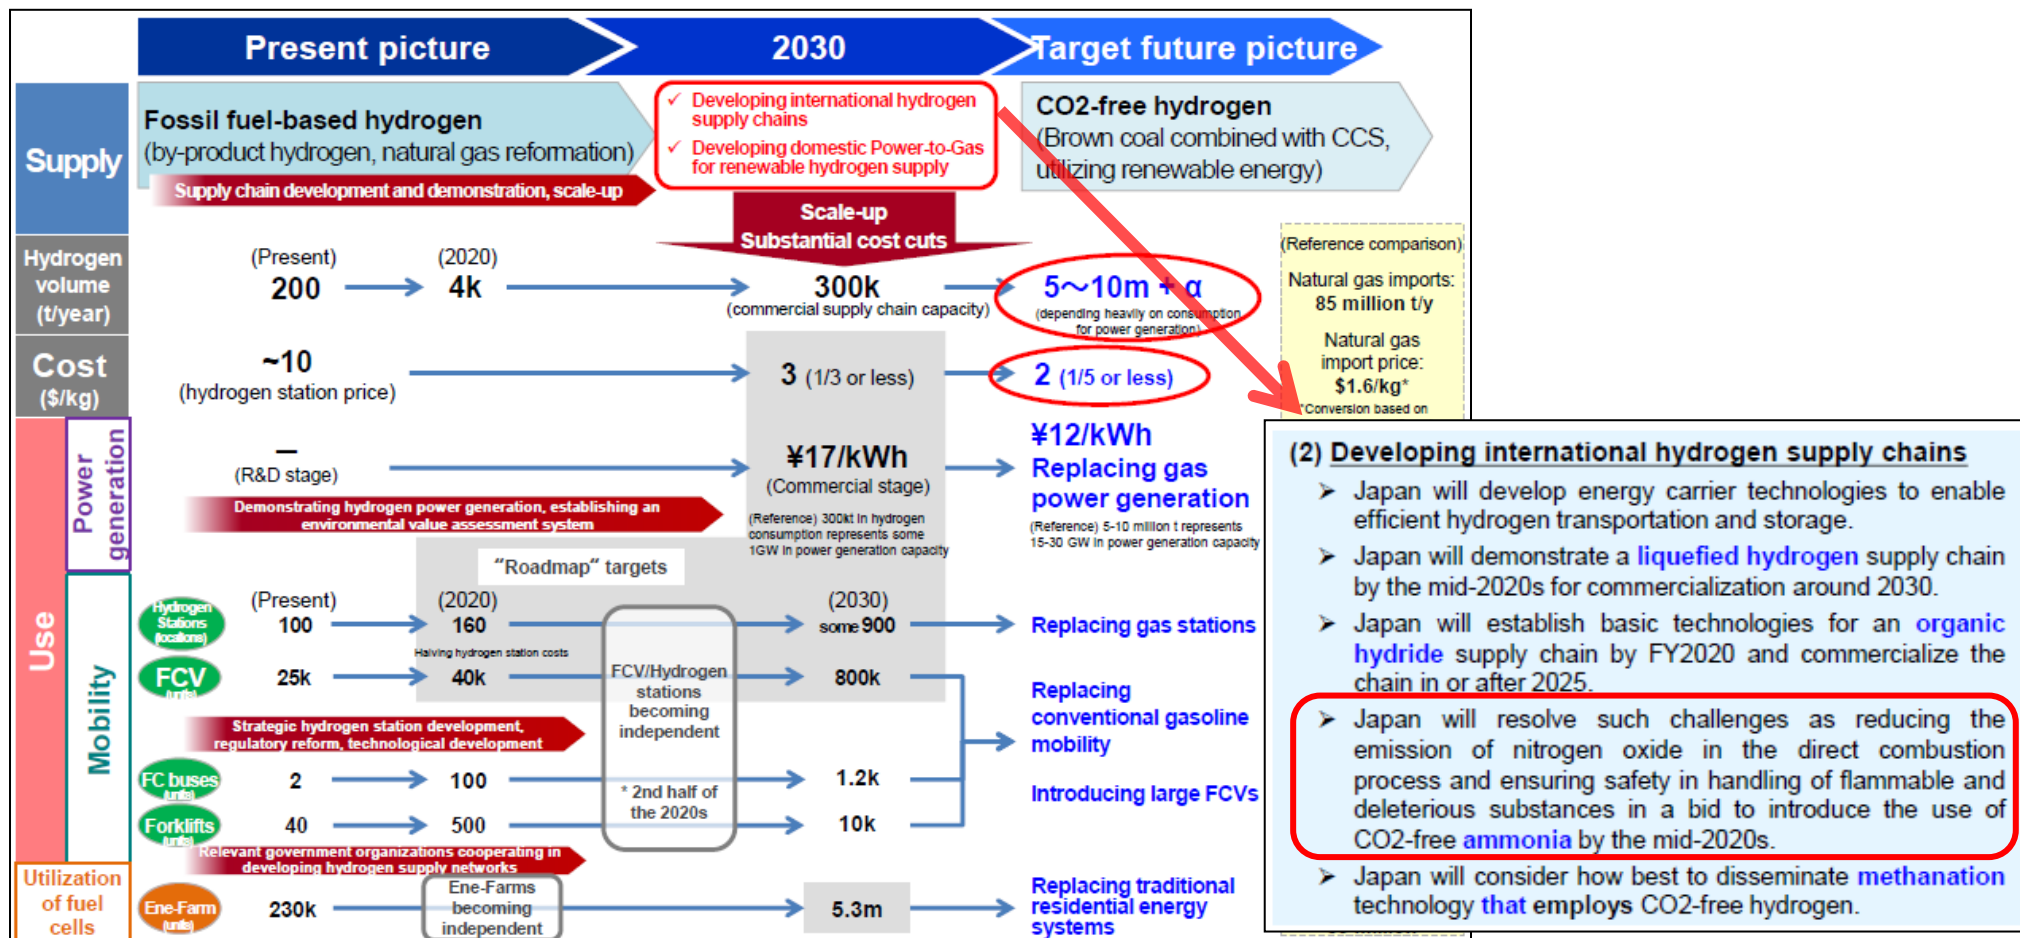 Present picture
2030
Target future picture
Supply
Fossil fuel-based hydrogen
(by-product hydrogen, natural gas reformation)
Supply chain development and demonstration, scale-up
✓ Developing international hydrogen
supply chains
✓ Developing domestic Power-to-Gas
for renewable hydrogen supply
CO2-free hydrogen
(Brown coal combined with CCS,
utilizing renewable energy)
Scale-up
Substantial cost cuts
Hydrogen
volume
(t/year)
(Present)
200
(2020)
4k
300k
(commercial supply chain capacity)
5～10m + α
(depending heavily on consumption
for power generation)
(Reference comparison)
Natural gas imports:
85 million t/y
Natural gas
import price:
$1.6/kg*
*Conversion based on
Cost
($/kg)
~10
(hydrogen station price)
3 (1/3 or less)
2 (1/5 or less)
Use
Power
generation
—
(R&D stage)
¥17/kWh
(Commercial stage)
¥12/kWh
Replacing gas
power generation
Demonstrating hydrogen power generation, establishing an
environmental value assessment system
(Reference) 300kt in hydrogen
consumption represents some
1GW in power generation capacity
(Reference) 5-10 million t represents
15-30 GW in power generation capacity
"Roadmap" targets
Mobility
Hydrogen
Stations
(locations)
(Present)
100
(2020)
160
Halving hydrogen station costs
(2030)
some 900
Replacing gas stations
FCV
(units)
25k
40k
FCV/Hydrogen
stations
becoming
independent
* 2nd half of
the 2020s
800k
Replacing
conventional gasoline
mobility
Strategic hydrogen station development,
regulatory reform, technological development
FC buses
(units)
2
100
1.2k
Introducing large FCVs
Forklifts
(units)
40
500
10k
Relevant government organizations cooperating in
developing hydrogen supply networks
Utilization
of fuel
cells
Ene-Farm
(units)
230k
Ene-Farms
becoming
independent
5.3m
Replacing traditional
residential energy
systems
(2) Developing international hydrogen supply chains
➢ Japan will develop energy carrier technologies to enable
efficient hydrogen transportation and storage.
➢ Japan will demonstrate a liquefied hydrogen supply chain
by the mid-2020s for commercialization around 2030.
➢ Japan will establish basic technologies for an organic
hydride supply chain by FY2020 and commercialize the
chain in or after 2025.
➢ Japan will resolve such challenges as reducing the
emission of nitrogen oxide in the direct combustion
process and ensuring safety in handling of flammable and
deleterious substances in a bid to introduce the use of
CO2-free ammonia by the mid-2020s.
➢ Japan will consider how best to disseminate methanation
technology that employs CO2-free hydrogen.